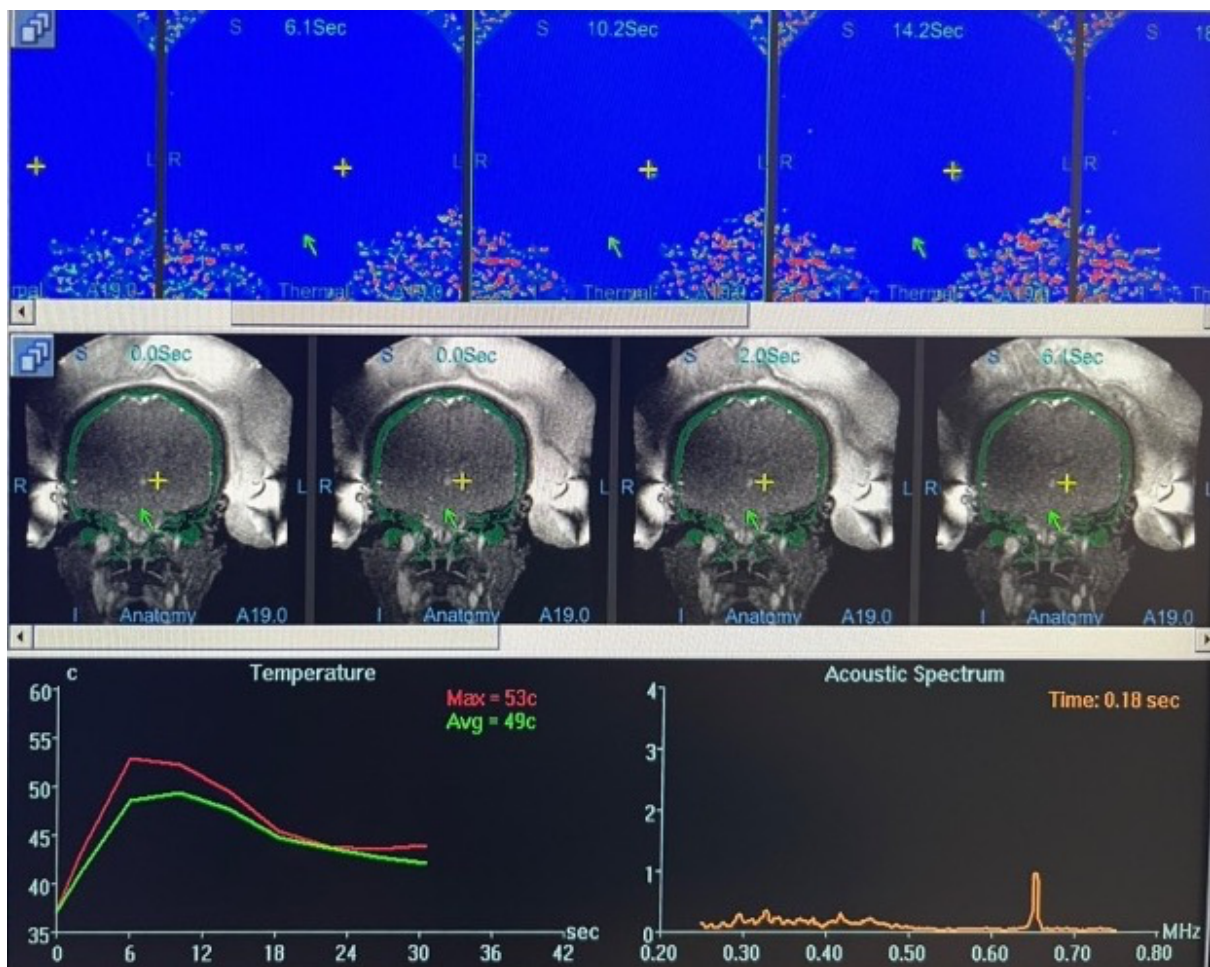 S 6.1Sec S 10.2Sec S 14.2Sec S
L R L R L R
Thermal A19.0 I Thermal A19.0 I Thermal A19.0 I
S 0.0Sec S 0.0Sec S 2.0Sec S 6.1Sec
R L R L R L R L
I Anatomy A19.0 I Anatomy A19.0 I Anatomy A19.0 I Anatomy A19.0
c Temperature
Max = 53c
Avg = 49c
60
55
50
45
40
35
0 6 12 18 24 30 36 42 sec
Acoustic Spectrum
Time: 0.18 sec
4
3
2
1
0
0.20 0.30 0.40 0.50 0.60 0.70 0.80 MHz